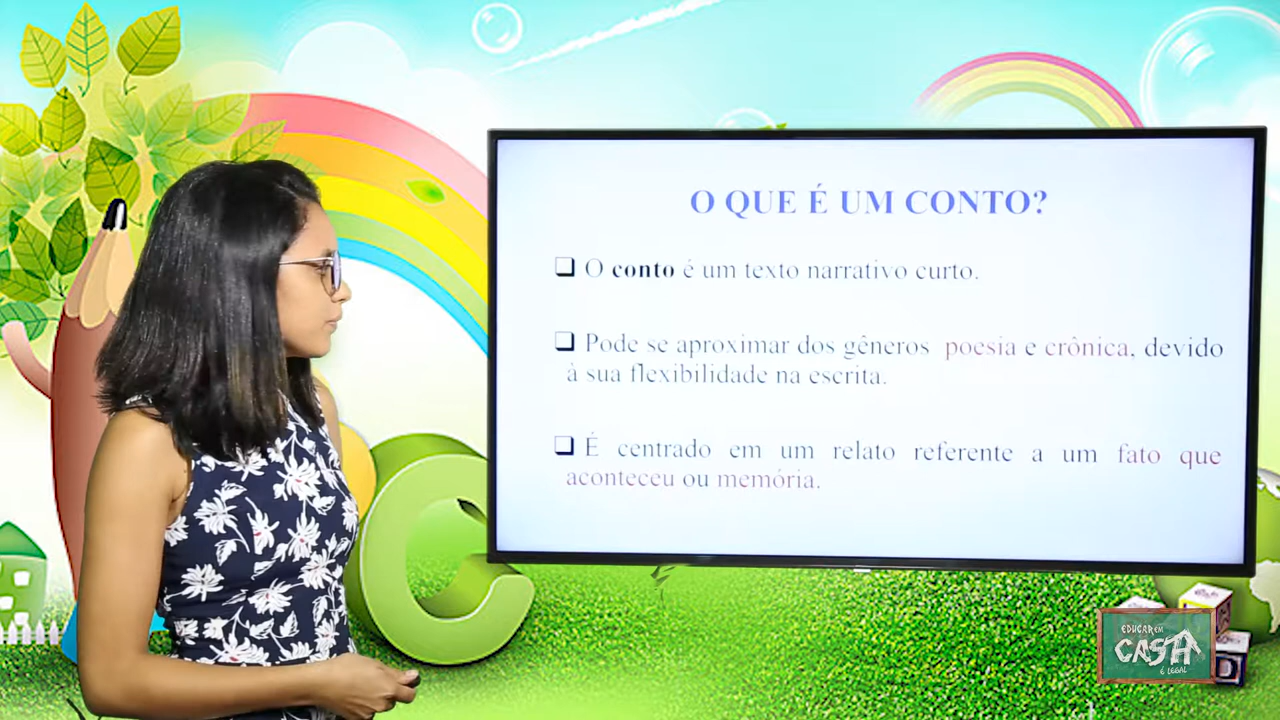 O QUE É UM CONTO?
❑ O conto é um texto narrativo curto.
❑ Pode se aproximar dos gêneros poesia e crônica, devido
à sua flexibilidade na escrita.
❑ É centrado em um relato referente a um fato que
aconteceu ou memória.
EDUCAR EM
CASA
É LEGAL
D